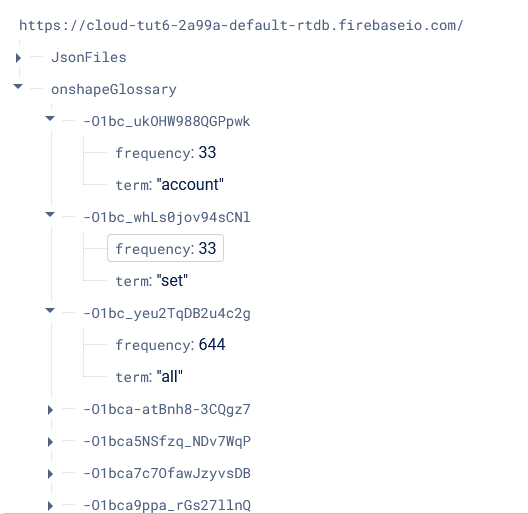 https://cloud-tut6-2a99a-default-rtdb.firebaseio.com/
JsonFiles
onshapeGlossary
-O1bc_ukOHW988QGPpwk
frequency: 33
term: "account"
-O1bc_whLs0jov94sCNl
frequency: 33
term: "set"
-O1bc_yeu2TqDB2u4c2g
frequency: 644
term: "all"
-O1bca-atBnh8-3CQgz7
-O1bca5NSfzq_NDv7WqP
-O1bca7c7OfawJzyvsDB
-O1bca9ppa_rGs27llnQ